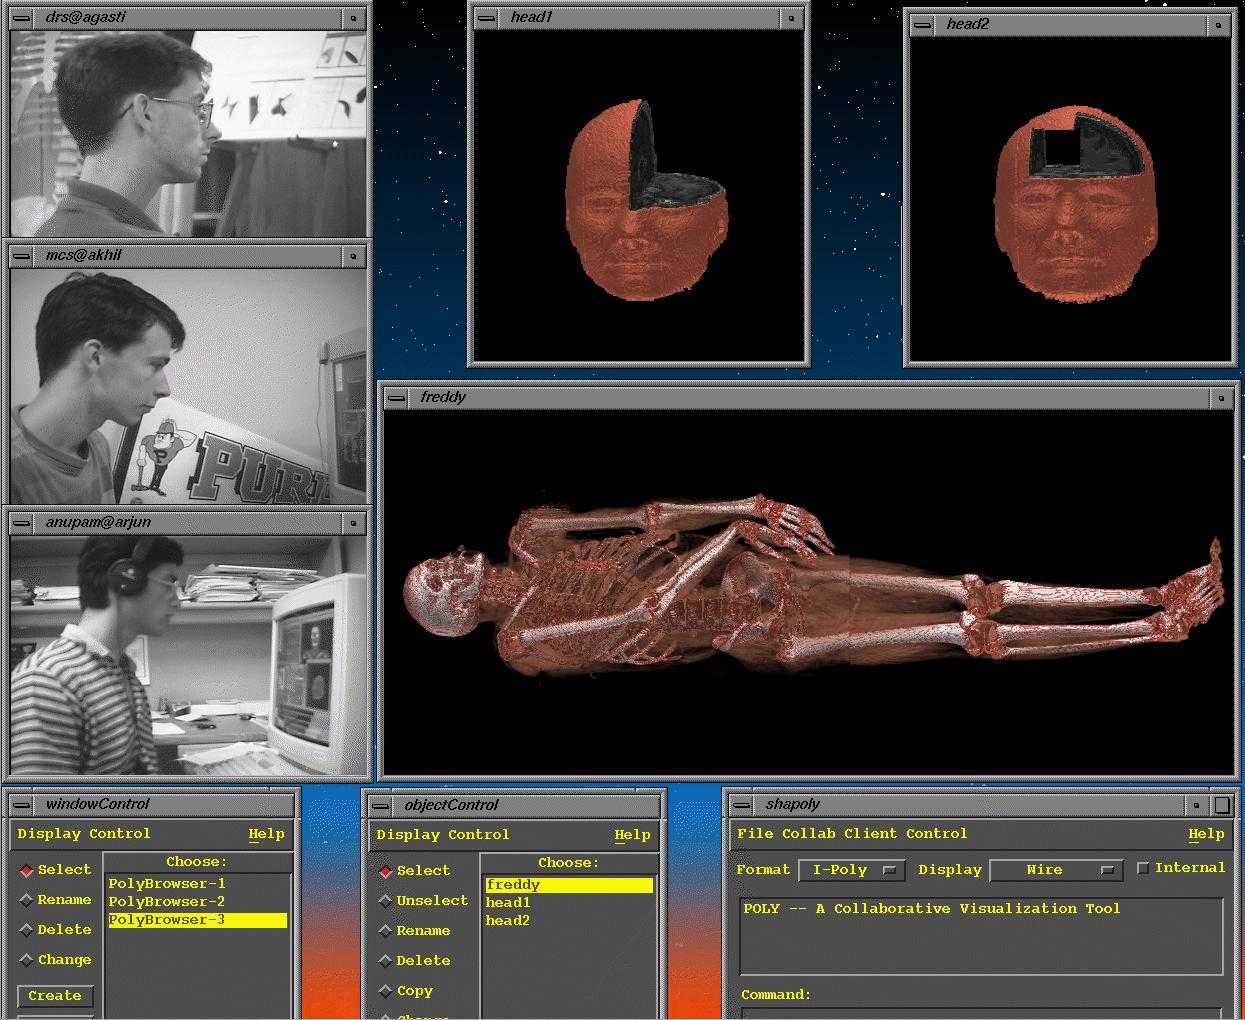 drs@agasti
head1
head2
mcs@akhil
PUR
freddy
anupam@arjun
windowControl
Display Control Help
Choose:
Select
Rename
Delete
Change
Create
PolyBrowser-1
PolyBrowser-2
PolyBrowser-3
objectControl
Display Control Help
Choose:
Select
Unselect
Rename
Delete
Copy
Change
freddy
head1
head2
shapoly
File Collab Client Control Help
Format I-Poly Display Wire Internal
POLY -- A Collaborative Visualization Tool
Command: